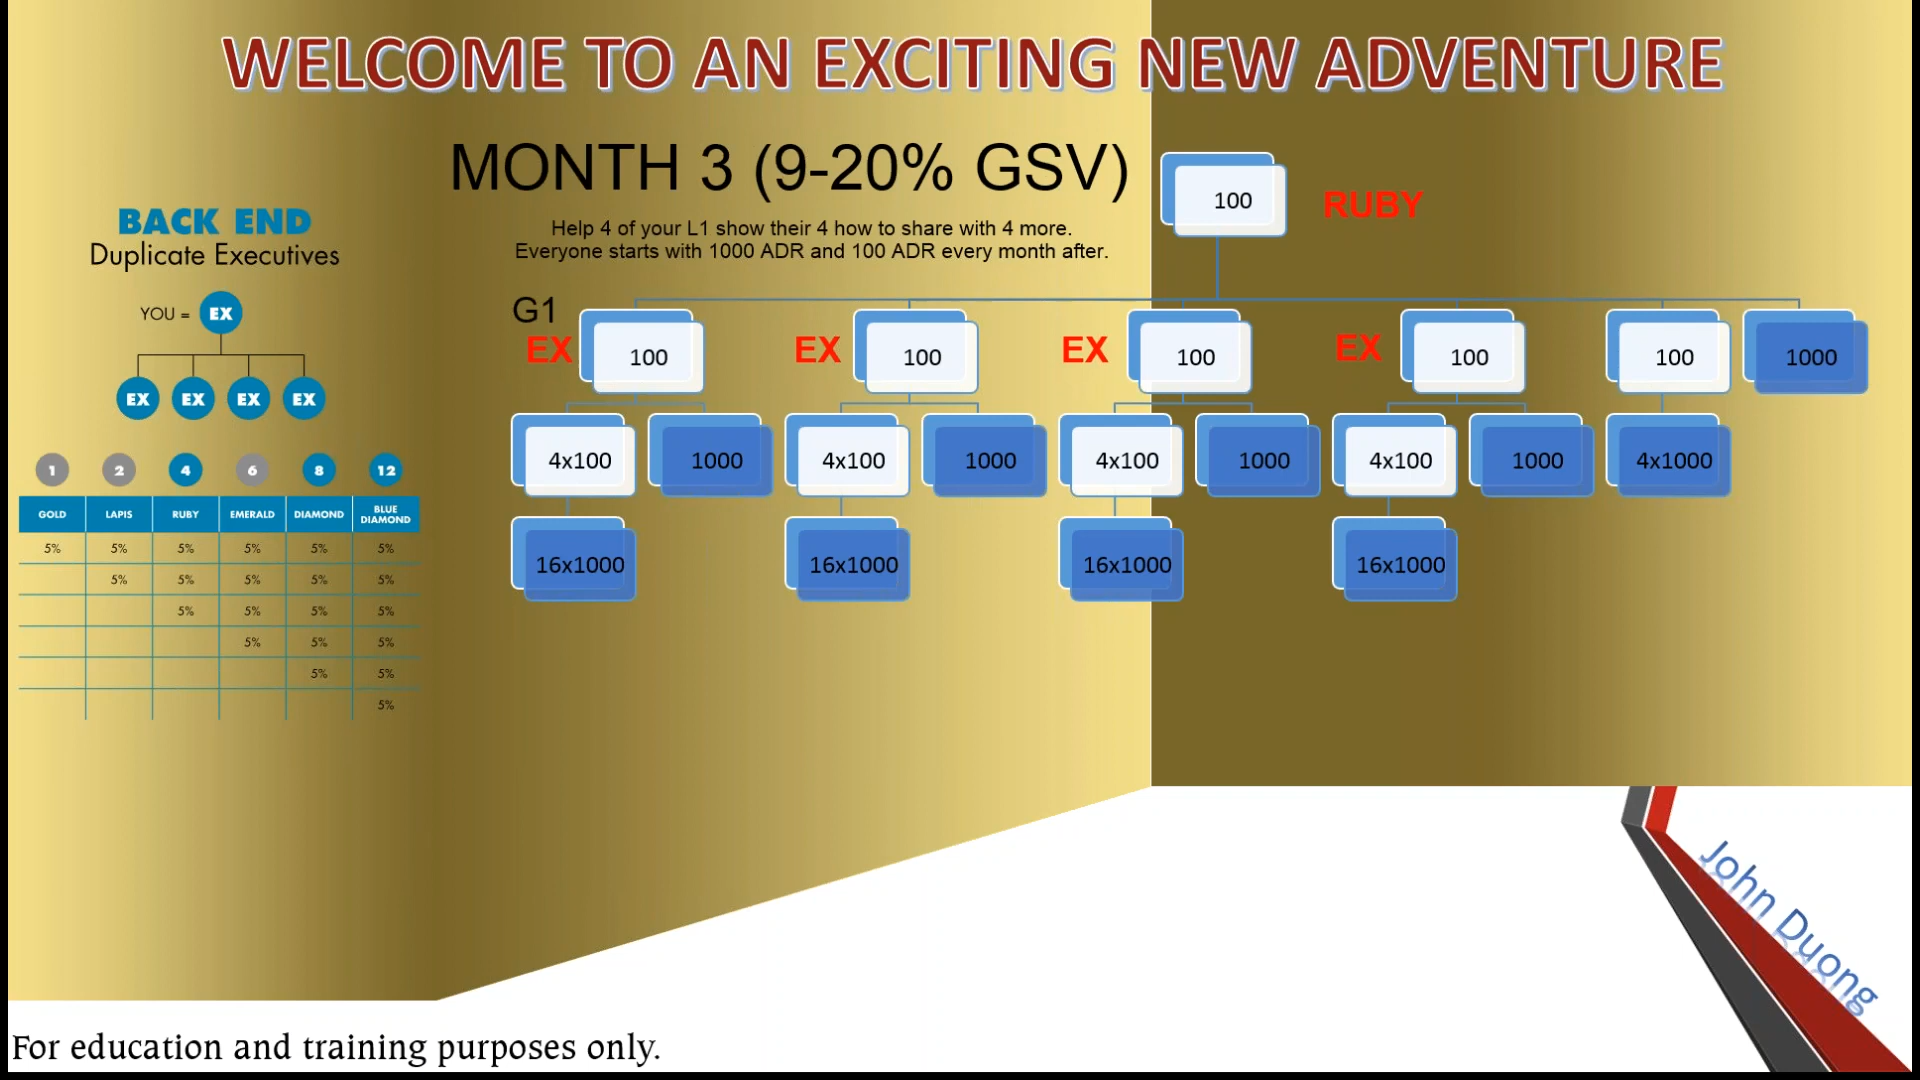 WELCOME TO AN EXCITING NEW ADVENTURE
MONTH 3 (9-20% GSV)
Help 4 of your L1 show their 4 how to share with 4 more.
Everyone starts with 1000 ADR and 100 ADR every month after.
100
RUBY
BACK END
Duplicate Executives
YOU = EX
EX EX EX EX
1 2 4 6 8 12
GOLD LAPIS RUBY EMERALD DIAMOND BLUE DIAMOND
5% 5% 5% 5% 5% 5%
5% 5% 5% 5% 5%
5% 5% 5% 5%
5% 5% 5%
5% 5%
5%
G1
EX 100 EX 100 EX 100 EX 100 100 1000
4x100 1000 4x100 1000 4x100 1000 4x100 1000 4x1000
16x1000 16x1000 16x1000 16x1000
John Duong
For education and training purposes only.